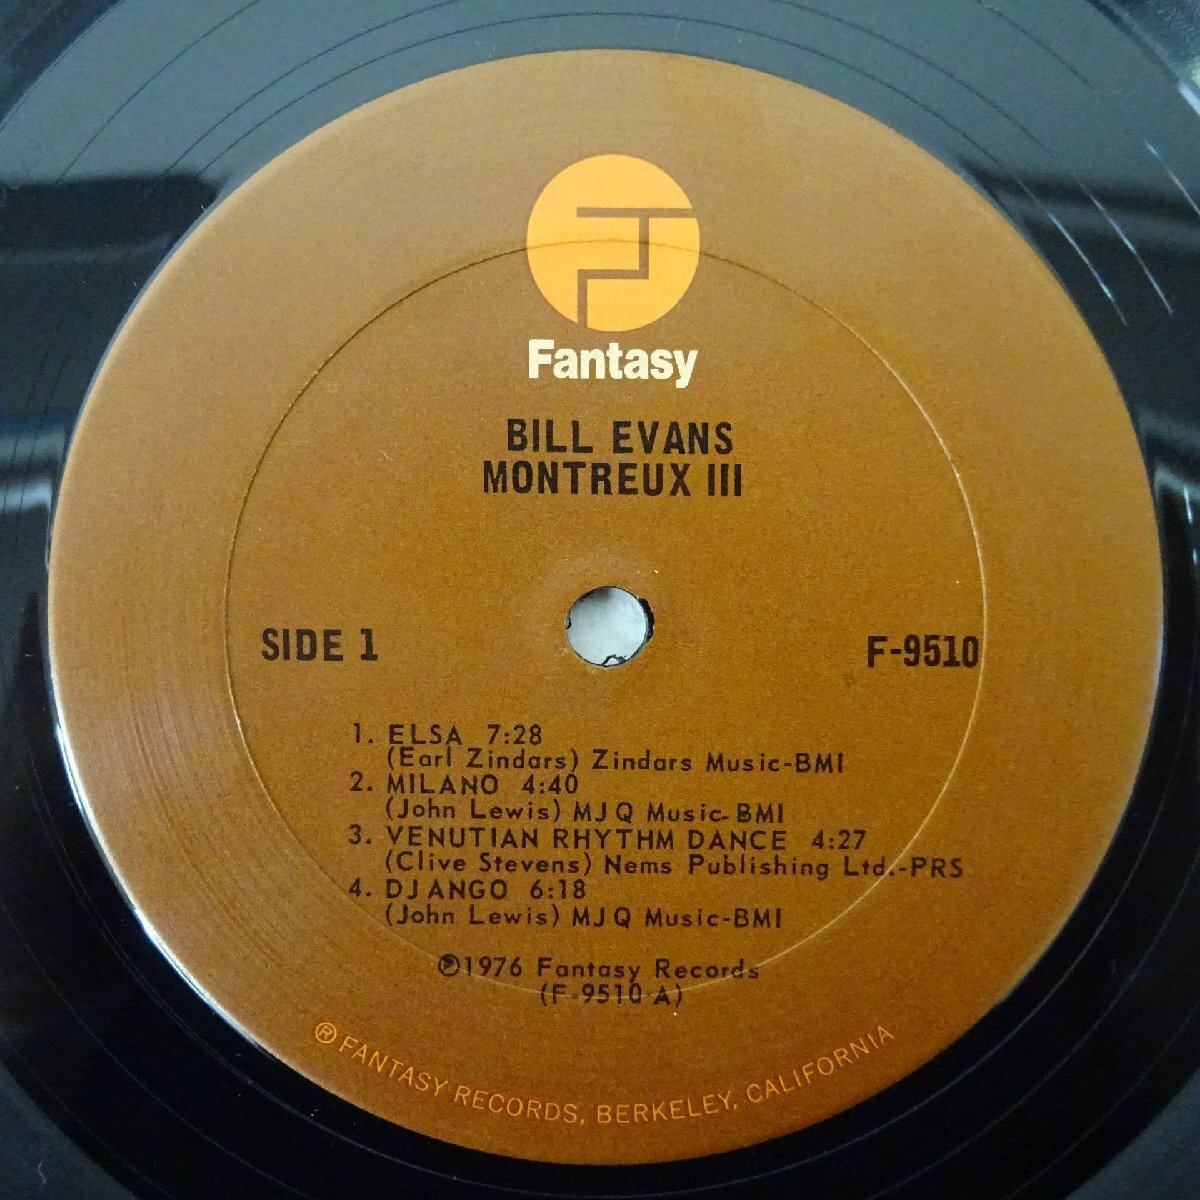 Fantasy
BILL EVANS
MONTREUX III
SIDE 1
F-9510
1. ELSA 7:28
(Earl Zindars) Zindars Music-BMI
2. MILANO 4:40
(John Lewis) MJQ Music-BMI
3. VENUTIAN RHYTHM DANCE 4:27
(Clive Stevens) Nems Publishing Ltd.-PRS
4. DJANGO 6:18
(John Lewis) MJQ Music-BMI
℗1976 Fantasy Records
(F-9510-A)
® FANTASY RECORDS, BERKELEY, CALIFORNIA